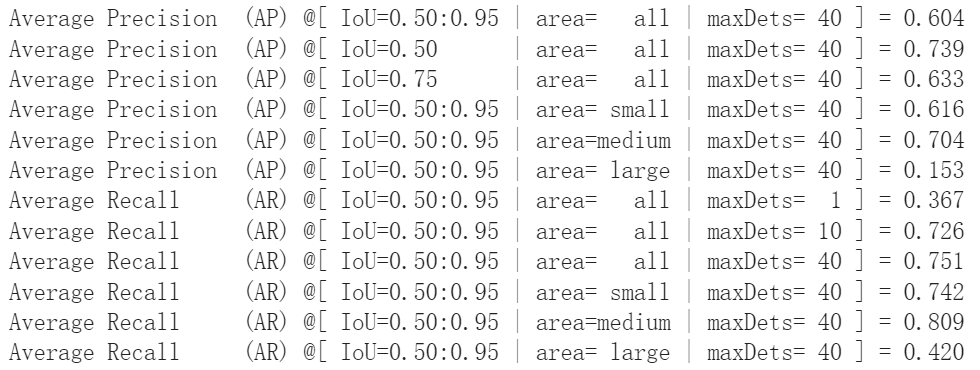 Average Precision  (AP) @[ IoU=0.50:0.95 | area=   all | maxDets= 40 ] = 0.604
Average Precision  (AP) @[ IoU=0.50      | area=   all | maxDets= 40 ] = 0.739
Average Precision  (AP) @[ IoU=0.75      | area=   all | maxDets= 40 ] = 0.633
Average Precision  (AP) @[ IoU=0.50:0.95 | area= small | maxDets= 40 ] = 0.616
Average Precision  (AP) @[ IoU=0.50:0.95 | area=medium | maxDets= 40 ] = 0.704
Average Precision  (AP) @[ IoU=0.50:0.95 | area= large | maxDets= 40 ] = 0.153
Average Recall     (AR) @[ IoU=0.50:0.95 | area=   all | maxDets=  1 ] = 0.367
Average Recall     (AR) @[ IoU=0.50:0.95 | area=   all | maxDets= 10 ] = 0.726
Average Recall     (AR) @[ IoU=0.50:0.95 | area=   all | maxDets= 40 ] = 0.751
Average Recall     (AR) @[ IoU=0.50:0.95 | area= small | maxDets= 40 ] = 0.742
Average Recall     (AR) @[ IoU=0.50:0.95 | area=medium | maxDets= 40 ] = 0.809
Average Recall     (AR) @[ IoU=0.50:0.95 | area= large | maxDets= 40 ] = 0.420